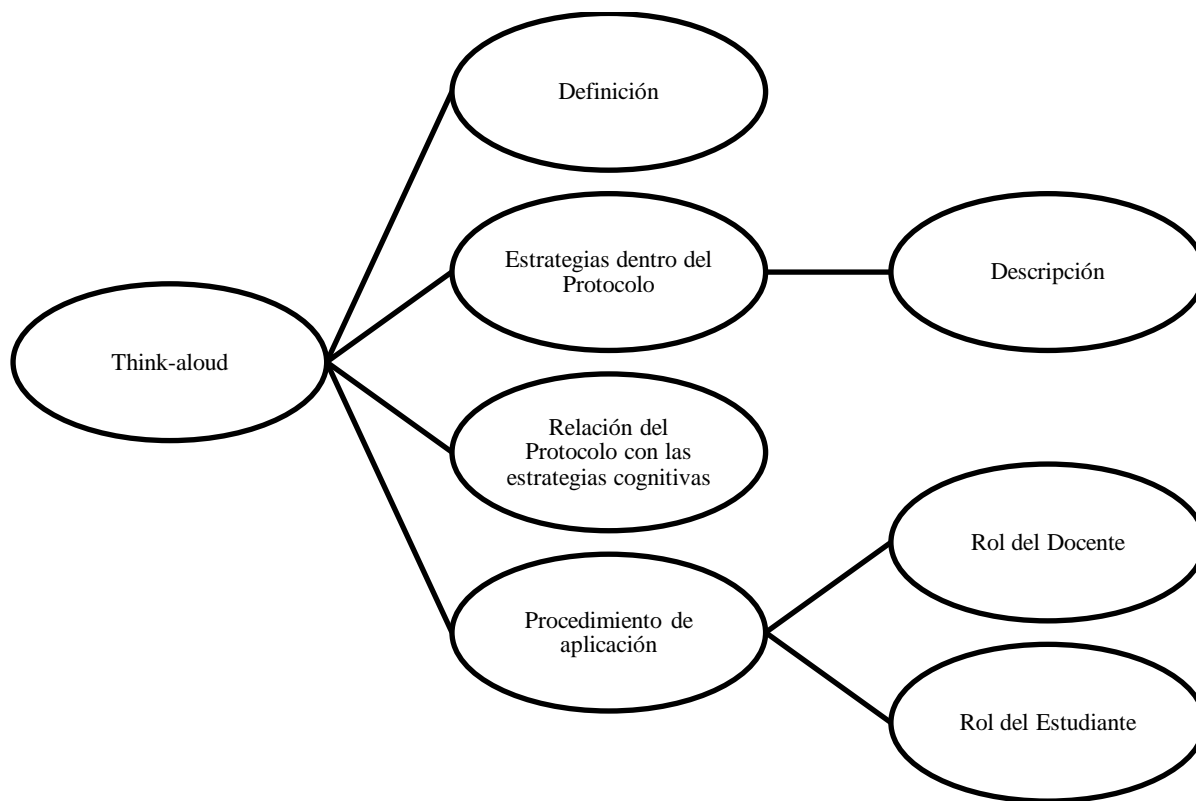 Definición
Estrategias dentro del
Protocolo
Descripción
Think-aloud
Relación del
Protocolo con las
estrategias cognitivas
Procedimiento de
aplicación
Rol del Docente
Rol del Estudiante